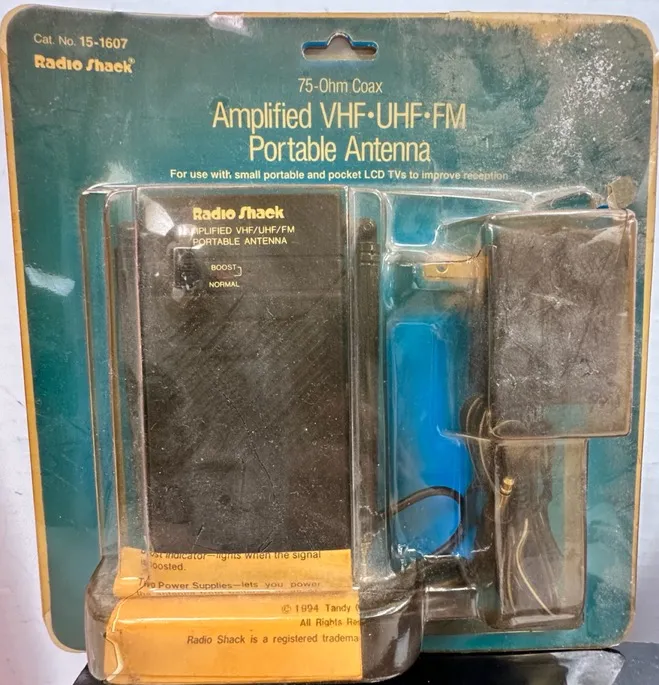 Cat. No. 15-1607
Radio Shack®
75-Ohm Coax
Amplified VHF•UHF•FM
Portable Antenna
For use with small portable and pocket LCD TVs to improve reception
Radio Shack
AMPLIFIED VHF/UHF/FM
PORTABLE ANTENNA
BOOST
NORMAL
Indicator—lights when the signal
boosted.
Power Supplies—lets you power
© 1994 Tandy
All Rights
Radio Shack is a registered